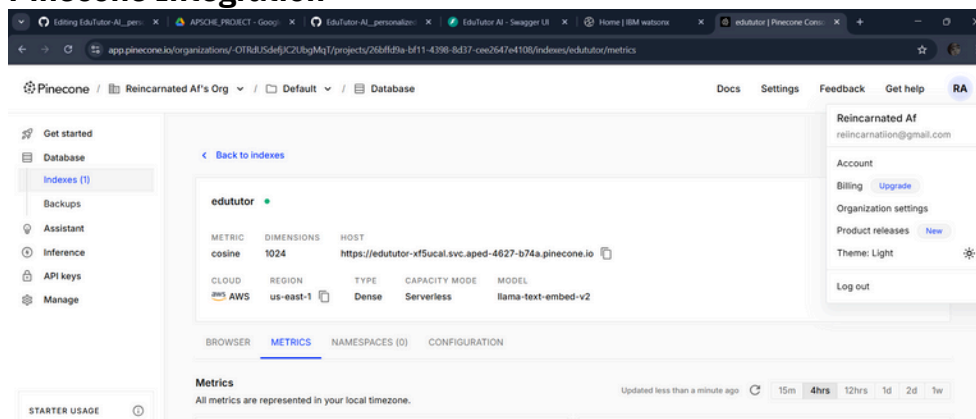 Pinecone Integration
Editing EduTutor-AI_pers
APSCHE_PROJECT - Goog
EduTutor-AI_personalize
EduTutor AI - Swagger UI
Home | IBM watsonx
edututor | Pinecone Cons
app.pinecone.io/organizations/-OTRdUSdefjJC2UbgMqT/projects/26bffd9a-bf11-4398-8d37-cee2647e4108/indexes/edututor/metrics
Pinecone / Reincarnated Af's Org / Default / Database
Docs Settings Feedback Get help RA
Get started
Database
Indexes (1)
Backups
Assistant
Inference
API keys
Manage
STARTER USAGE
Back to indexes
edututor
METRIC DIMENSIONS HOST
cosine 1024 https://edututor-xf5ucal.svc.aped-4627-b74a.pinecone.io
CLOUD REGION TYPE CAPACITY MODE MODEL
aws AWS us-east-1 Dense Serverless llama-text-embed-v2
BROWSER METRICS NAMESPACES (0) CONFIGURATION
Metrics
All metrics are represented in your local timezone.
Updated less than a minute ago 15m 4hrs 12hrs 1d 2d 1w
Reincarnated Af
reiincarnatiion@gmail.com
Account
Billing Upgrade
Organization settings
Product releases New
Theme: Light
Log out